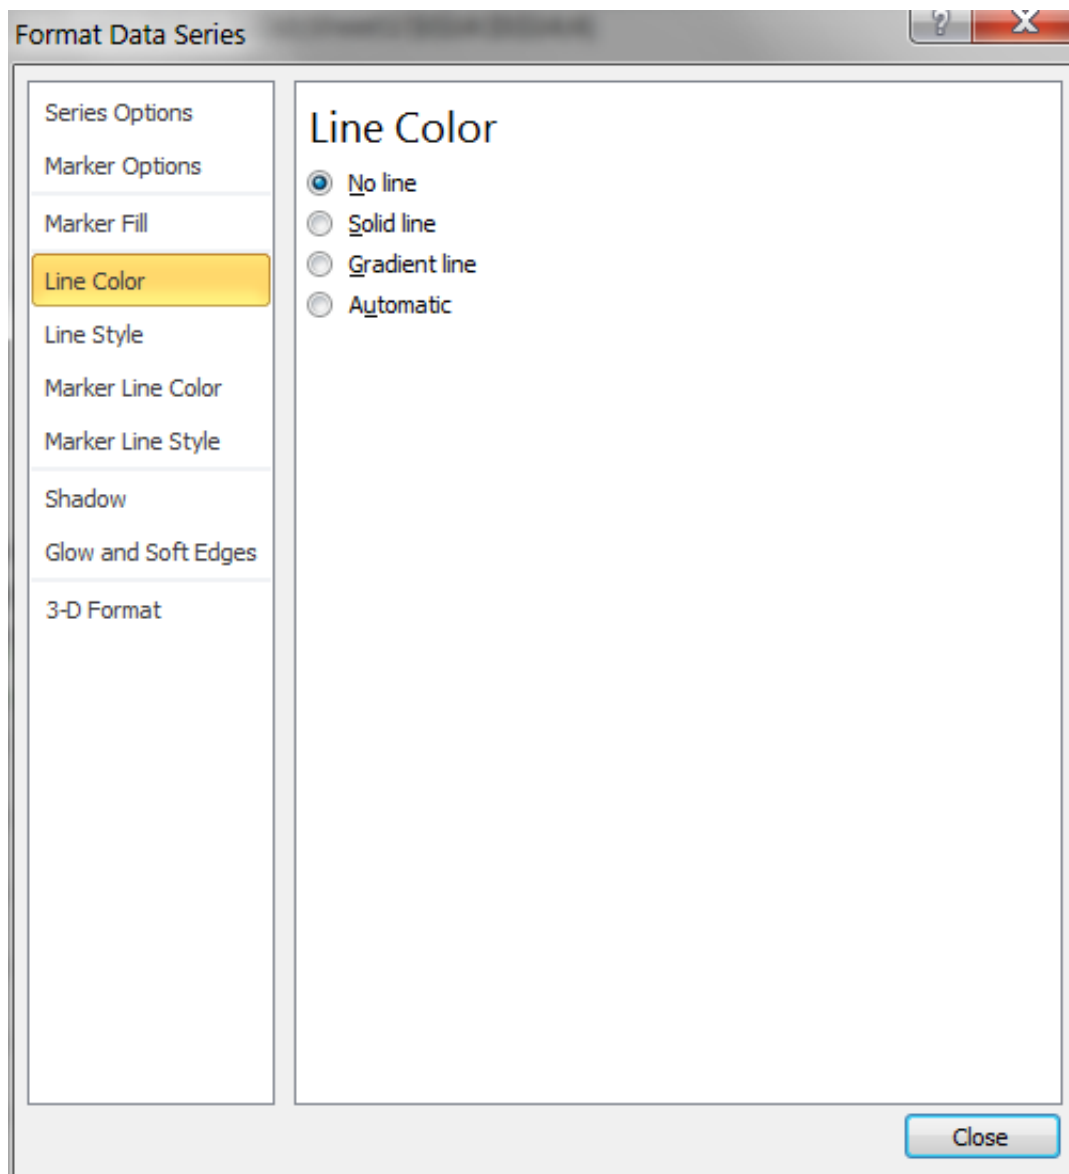 Format Data Series
Series Options
Marker Options
Marker Fill
Line Color
Line Style
Marker Line Color
Marker Line Style
Shadow
Glow and Soft Edges
3-D Format
Line Color
No line
Solid line
Gradient line
Automatic
Close